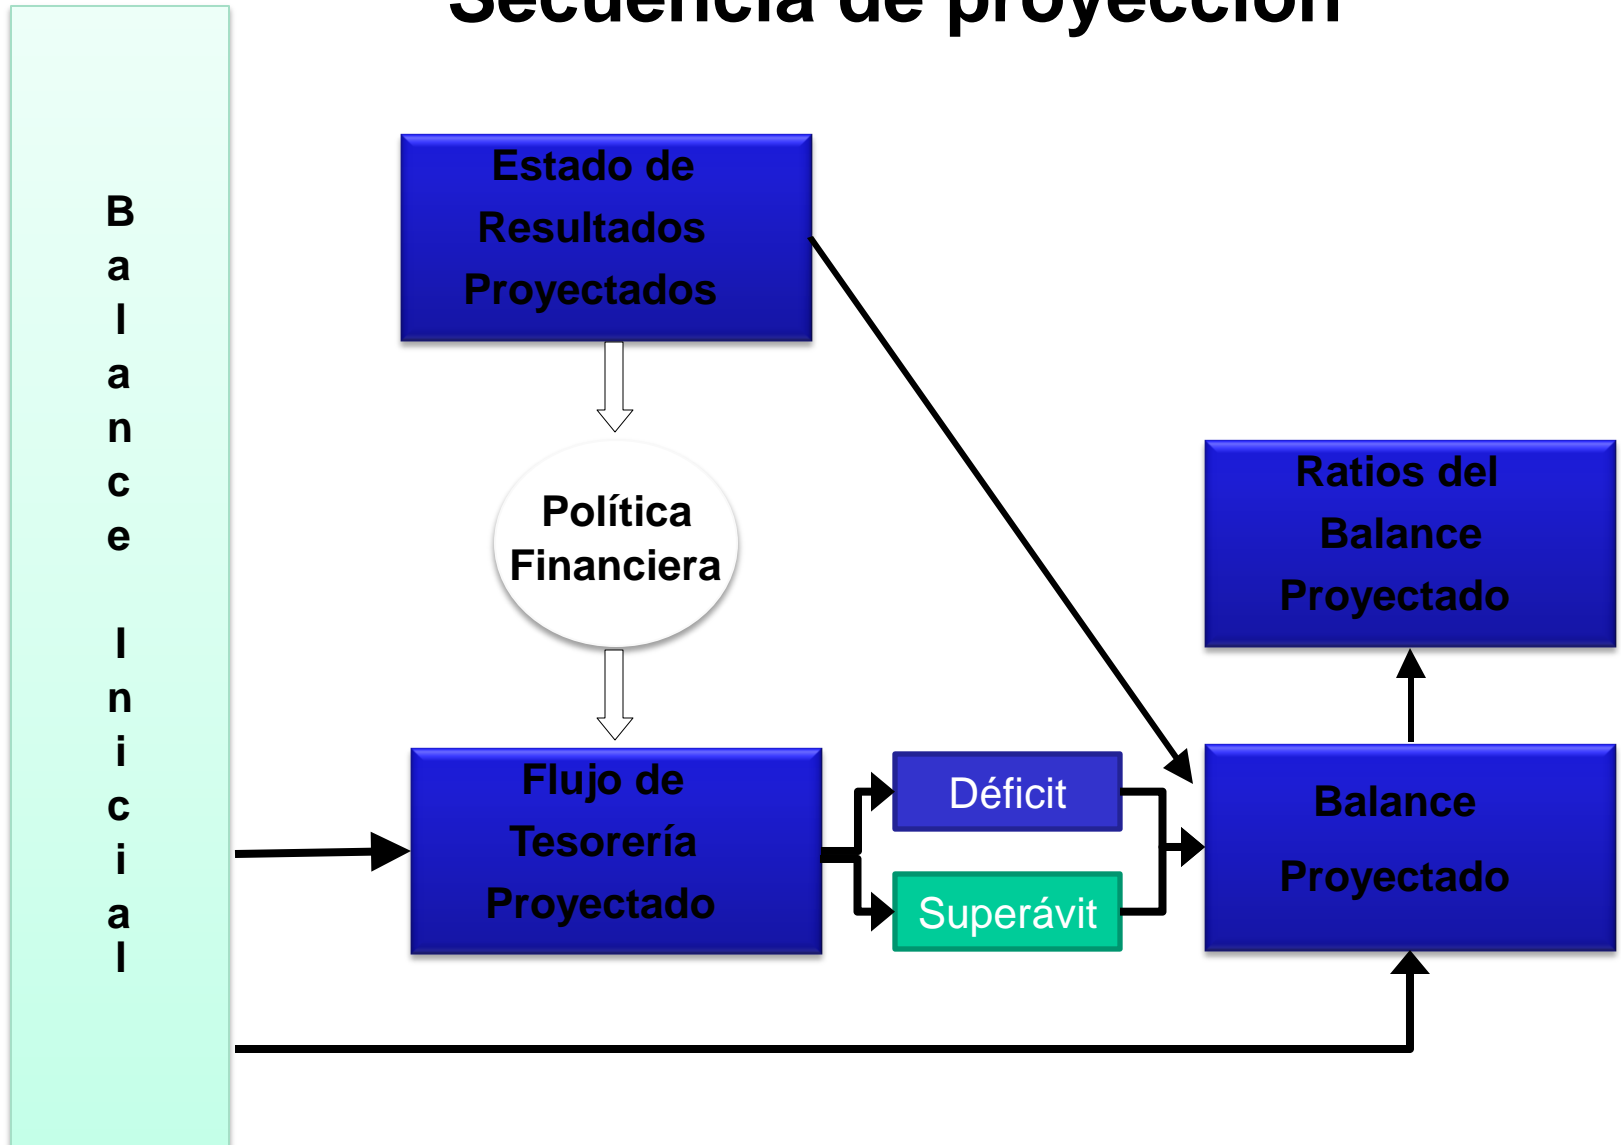 Secuencia de proyección
Balance Inicial
Estado de
Resultados
Proyectados
Política
Financiera
Ratios del
Balance
Proyectado
Flujo de
Tesorería
Proyectado
Déficit
Superávit
Balance
Proyectado